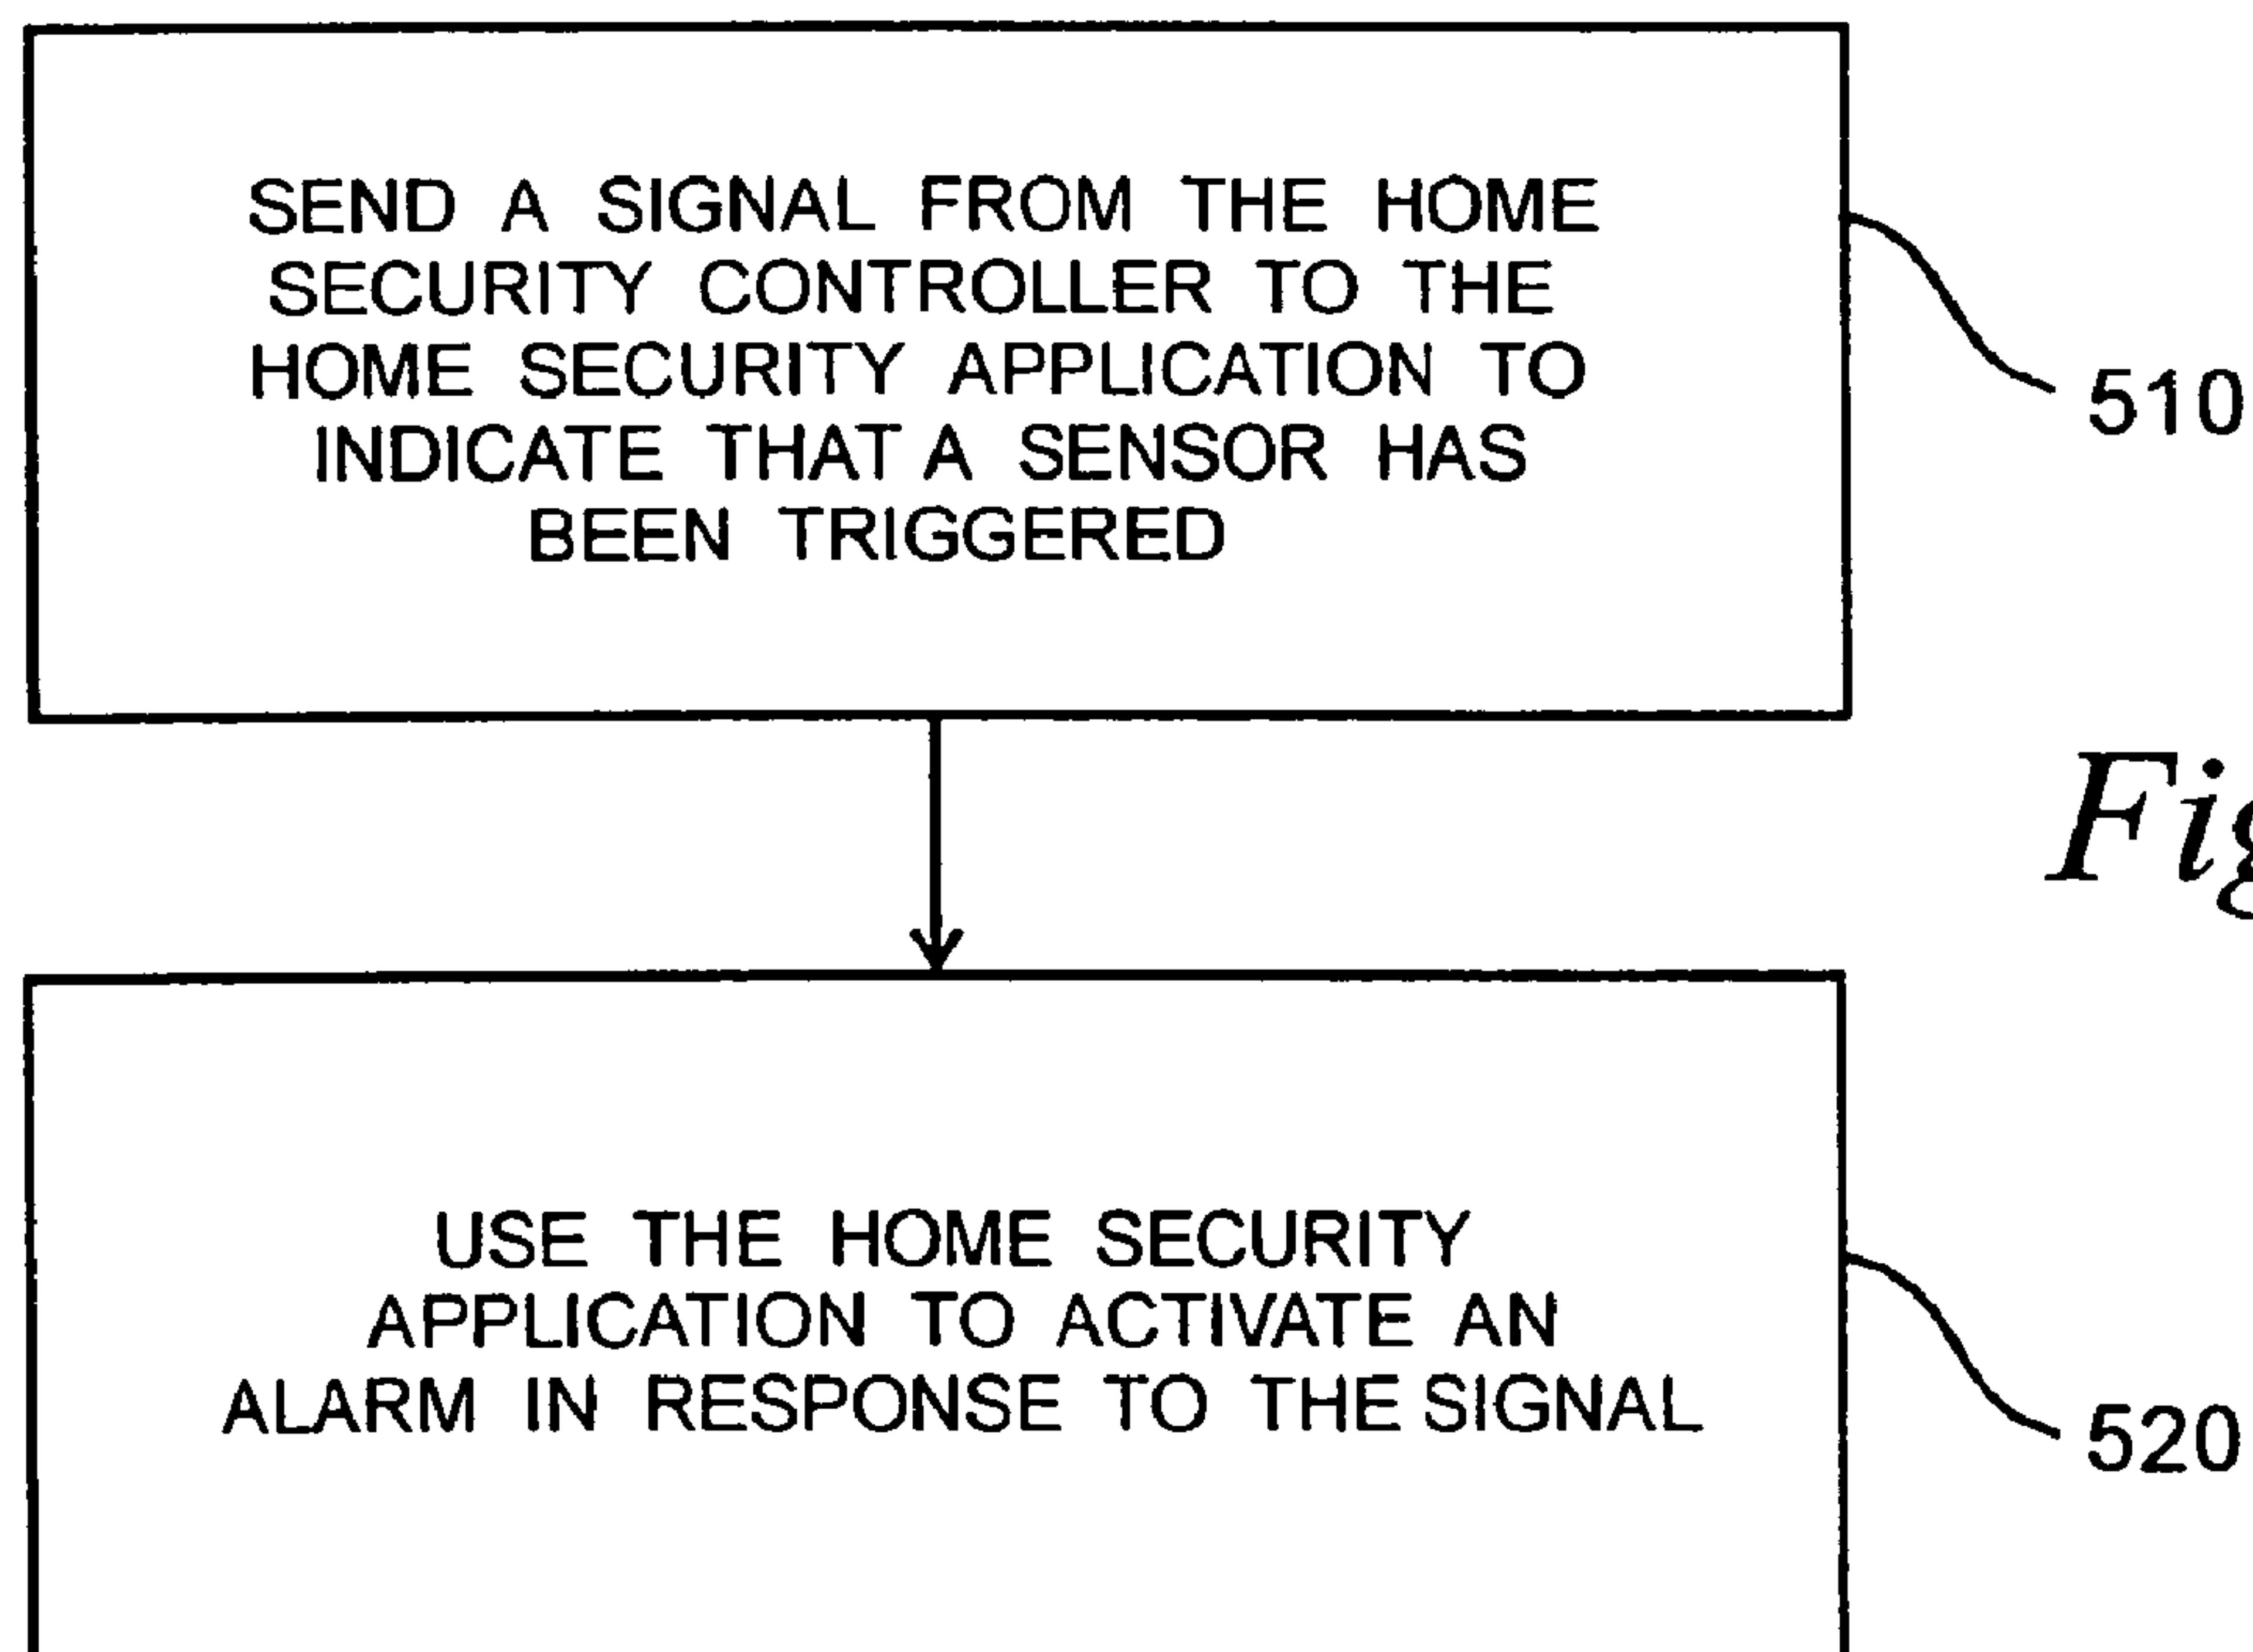 SEND A SIGNAL FROM THE HOME
SECURITY CONTROLLER TO THE
HOME SECURITY APPLICATION TO
INDICATE THAT A SENSOR HAS
BEEN TRIGGERED
510
USE THE HOME SECURITY
APPLICATION TO ACTIVATE AN
ALARM IN RESPONSE TO THE SIGNAL
520